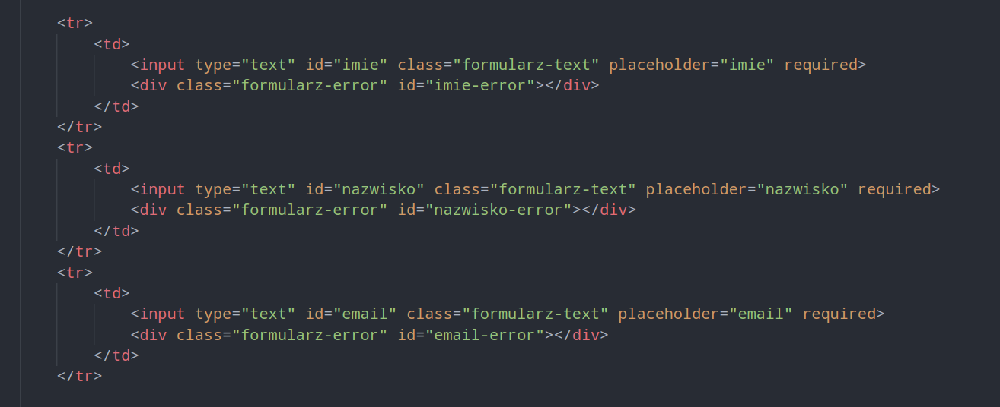 <tr>
    <td>
        <input type="text" id="imie" class="formularz-text" placeholder="imie" required>
        <div class="formularz-error" id="imie-error"></div>
    </td>
</tr>
<tr>
    <td>
        <input type="text" id="nazwisko" class="formularz-text" placeholder="nazwisko" required>
        <div class="formularz-error" id="nazwisko-error"></div>
    </td>
</tr>
<tr>
    <td>
        <input type="text" id="email" class="formularz-text" placeholder="email" required>
        <div class="formularz-error" id="email-error"></div>
    </td>
</tr>